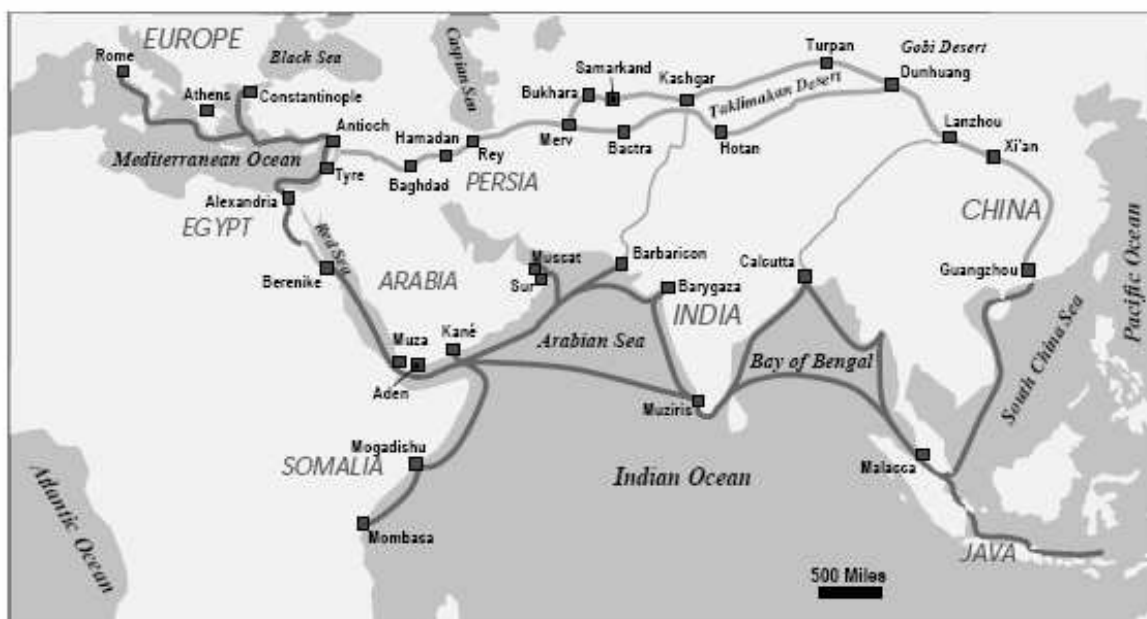 EUROPE
Rome
Black Sea
Caspian Sea
Turpan
Gobi Desert
Samarkand
Kashgar
Dunhuang
Athens
Constantinople
Bukhara
Taklimakan Desert
Antioch
Hamadan
Lanzhou
Mediterranean Ocean
Merv
Bastra
Hotan
Rey
Xi'an
Tyre
Baghdad
PERSIA
Alexandria
EGYPT
CHINA
Red Sea
Muscat
Barbaricon
Calcutta
Guangzhou
Pacific Ocean
Berenike
ARABIA
Sur
Barygaza
INDIA
Muza
Kané
Arabian Sea
Bay of Bengal
South China Sea
Aden
Muziris
Mogadishu
SOMALIA
Malacca
Atlantic Ocean
Indian Ocean
Mombasa
JAVA
500 Miles